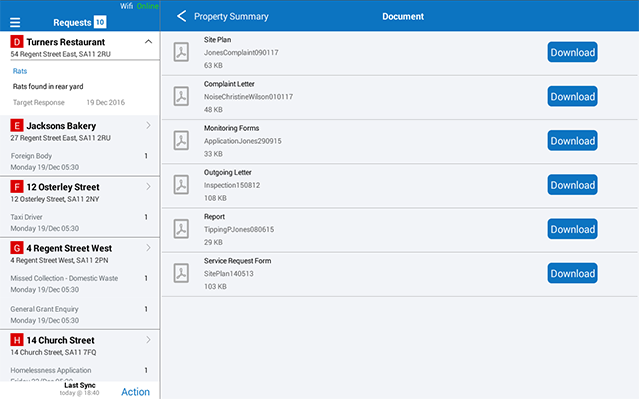 Wifi Online
Requests 10
D Turners Restaurant
54 Regent Street East, SA11 2RU
Rats
Rats found in rear yard
Target Response 19 Dec 2016
E Jacksons Bakery
27 Regent Street East, SA11 2RU
Foreign Body 1
Monday 19/Dec 05:30
F 12 Osterley Street
12 Osterley Street, SA11 2NY
Taxi Driver 1
Monday 19/Dec 05:30
G 4 Regent Street West
4 Regent Street West, SA11 2PN
Missed Collection - Domestic Waste 1
Monday 19/Dec 05:30
General Grant Enquiry 1
Monday 19/Dec 05:30
H 14 Church Street
14 Church Street, SA11 7FQ
Homelessness Application 1
Last Sync
today @ 18:40
Action
Property Summary
Document
Site Plan
JonesComplaint090117
63 KB
Download
Complaint Letter
NoiseChristineWilson010117
48 KB
Download
Monitoring Forms
ApplicationJones290915
33 KB
Download
Outgoing Letter
Inspection150812
108 KB
Download
Report
TippingPJones080615
29 KB
Download
Service Request Form
SitePlan140513
103 KB
Download